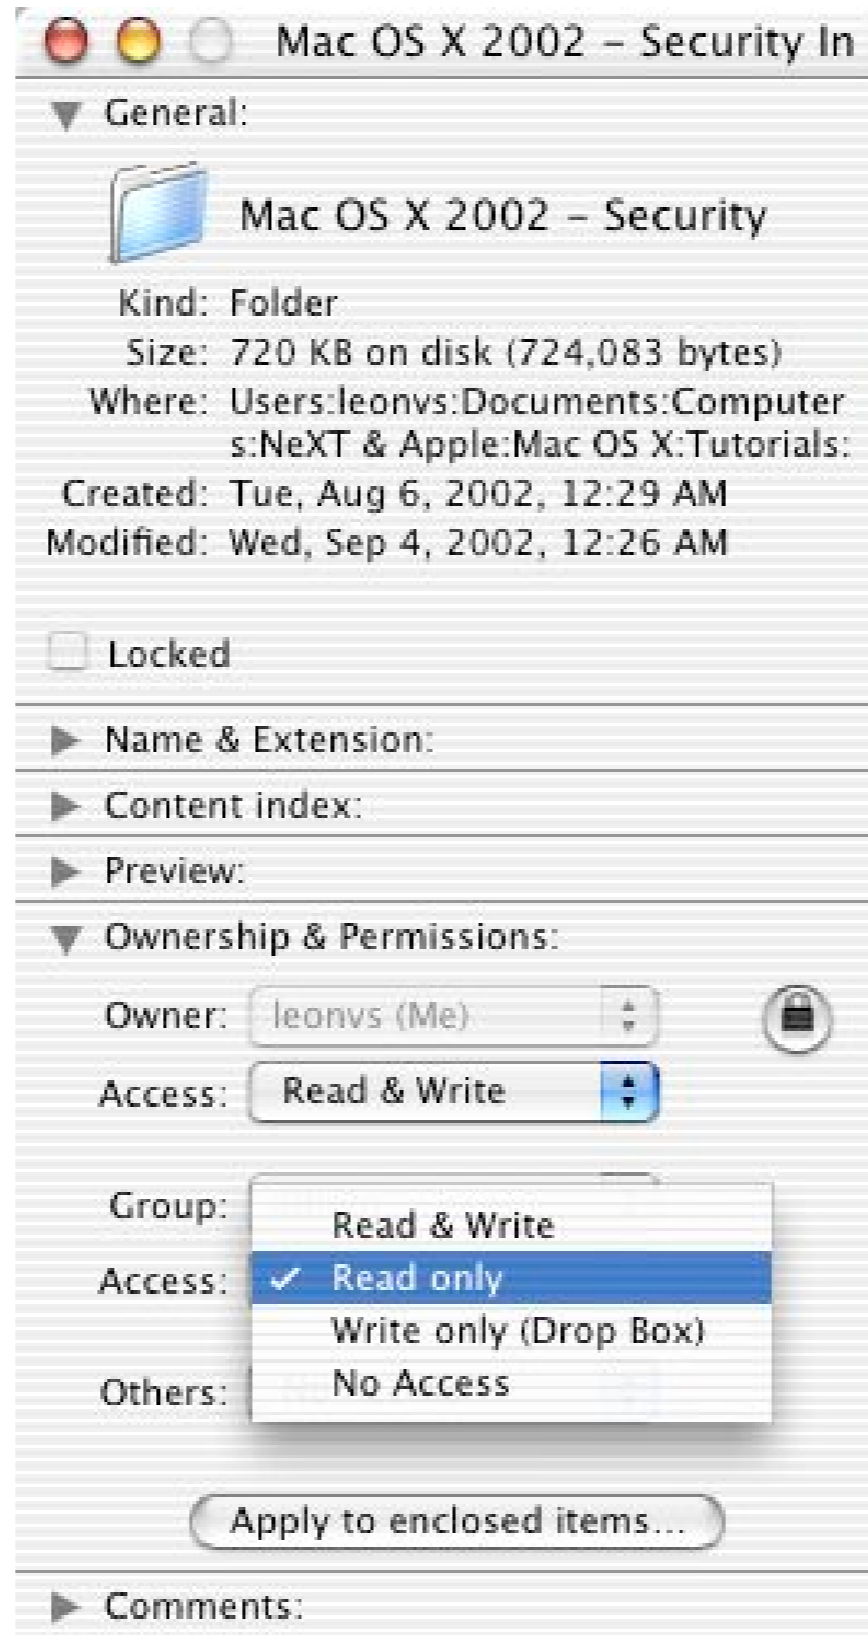 Mac OS X 2002 – Security In
General:
Mac OS X 2002 – Security
Kind: Folder
Size: 720 KB on disk (724,083 bytes)
Where: Users:leonvs:Documents:Computer
s:NeXT & Apple:Mac OS X:Tutorials:
Created: Tue, Aug 6, 2002, 12:29 AM
Modified: Wed, Sep 4, 2002, 12:26 AM
Locked
Name & Extension:
Content index:
Preview:
Ownership & Permissions:
Owner: leonvs (Me)
Access: Read & Write
Group:
Read & Write
Access: ✓ Read only
Write only (Drop Box)
Others:
No Access
Apply to enclosed items...
Comments: